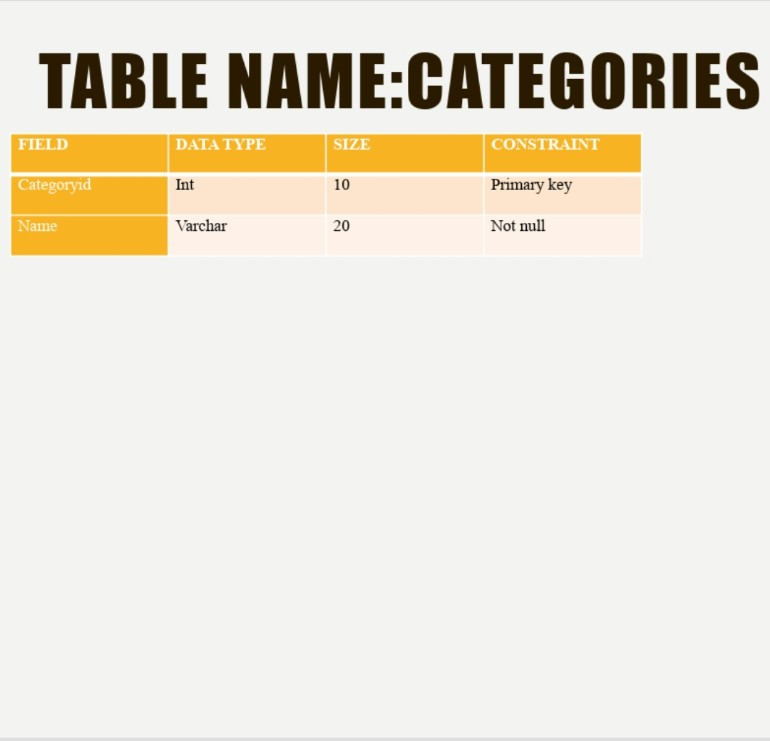 TABLE NAME:CATEGORIES
FIELD DATA TYPE SIZE CONSTRAINT
Categoryid Int 10 Primary key
Name Varchar 20 Not null